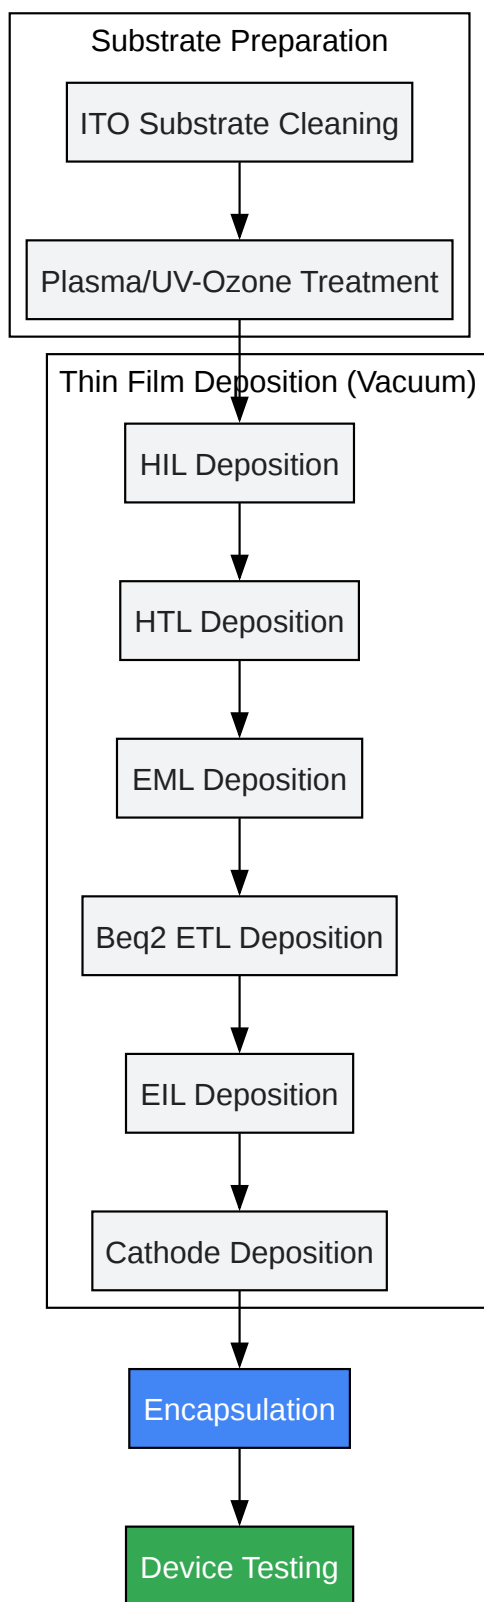 Substrate Preparation
ITO Substrate Cleaning
Plasma/UV-Ozone Treatment
Thin Film Deposition (Vacuum)
HIL Deposition
HTL Deposition
EML Deposition
Beq2 ETL Deposition
EIL Deposition
Cathode Deposition
Encapsulation
Device Testing